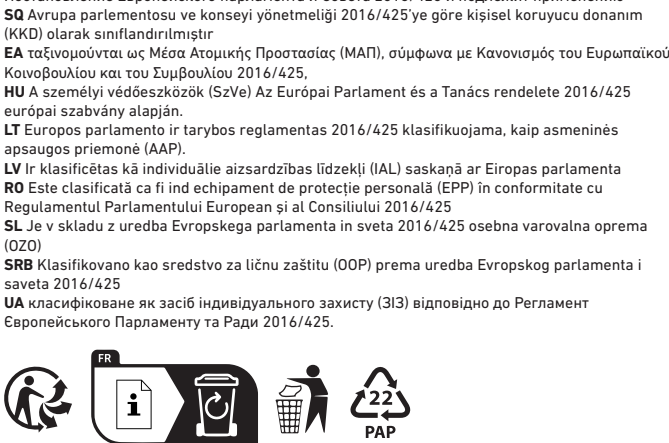 SQ Avrupa parlementosu ve konseyi yönetmeliği 2016/425’ye göre kişisel koruyucu donanım
(KKD) olarak sınıflandırılmıştır
EA ταξινομούνται ως Μέσα Ατομικής Προστασίας (ΜΑΠ), σύμφωνα με Κανονισμός του Ευρωπαϊκού
Κοινοβουλίου και του Συμβουλίου 2016/425,
HU A személyi védőeszközök (SzVe) Az Európai Parlament és a Tanács rendelete 2016/425
európai szabvány alapján.
LT Europos parlamento ir tarybos reglamentas 2016/425 klasifikuojama, kaip asmeninės
apsaugos priemonė (AAP).
LV Ir klasificētas kā individuālie aizsardzības līdzekļi (IAL) saskaņā ar Eiropas parlamenta
RO Este clasificată ca fi ind echipament de protecție personală (EPP) în conformitate cu
Regulamentul Parlamentului European și al Consiliului 2016/425
SL Je v skladu z uredba Evropskega parlamenta in sveta 2016/425 osebna varovalna oprema
(OZO)
SRB Klasifikovano kao sredstvo za ličnu zaštitu (OOP) prema uredba Evropskog parlamenta i
saveta 2016/425
UA класифіковане як засіб індивідуального захисту (ЗІЗ) відповідно до Регламент
Європейського Парламенту та Ради 2016/425.
FR
i
22
PAP